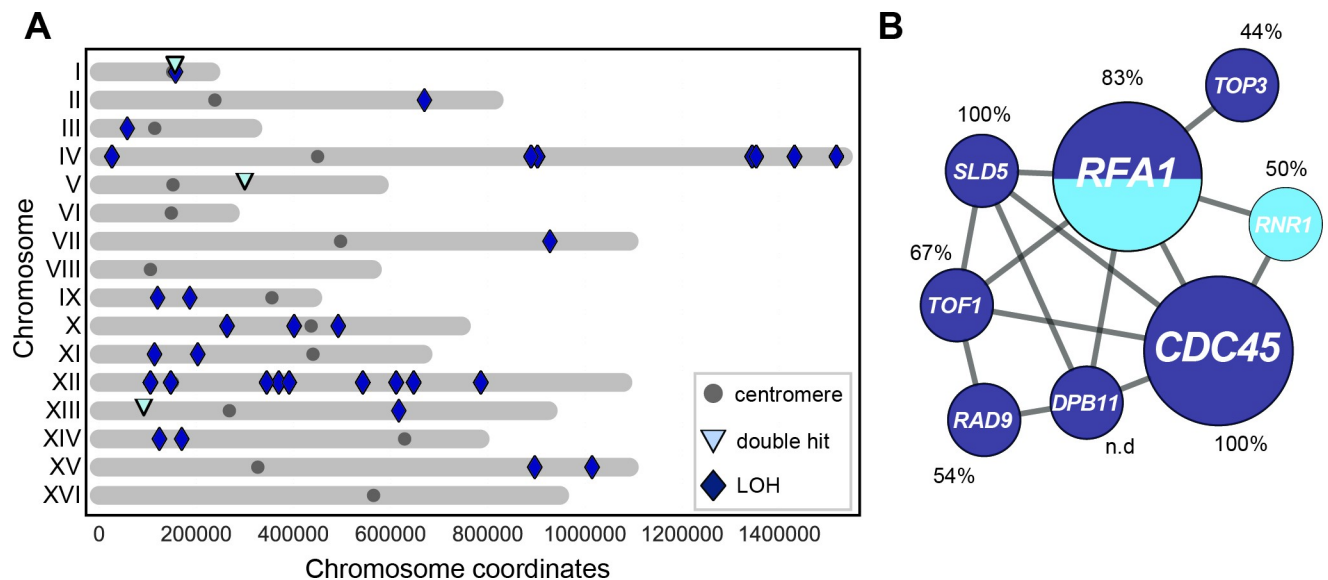 A
Chromosome
I
II
III
IV
V
VI
VII
VIII
IX
X
XI
XII
XIII
XIV
XV
XVI
centromere
double hit
LOH
0 200000 400000 600000 800000 1000000 1200000 1400000
Chromosome coordinates
B
44%
TOP3
83%
RFA1
100%
SLD5
50%
RNR1
67%
TOF1
CDC45
100%
DPB11
n.d
RAD9
54%